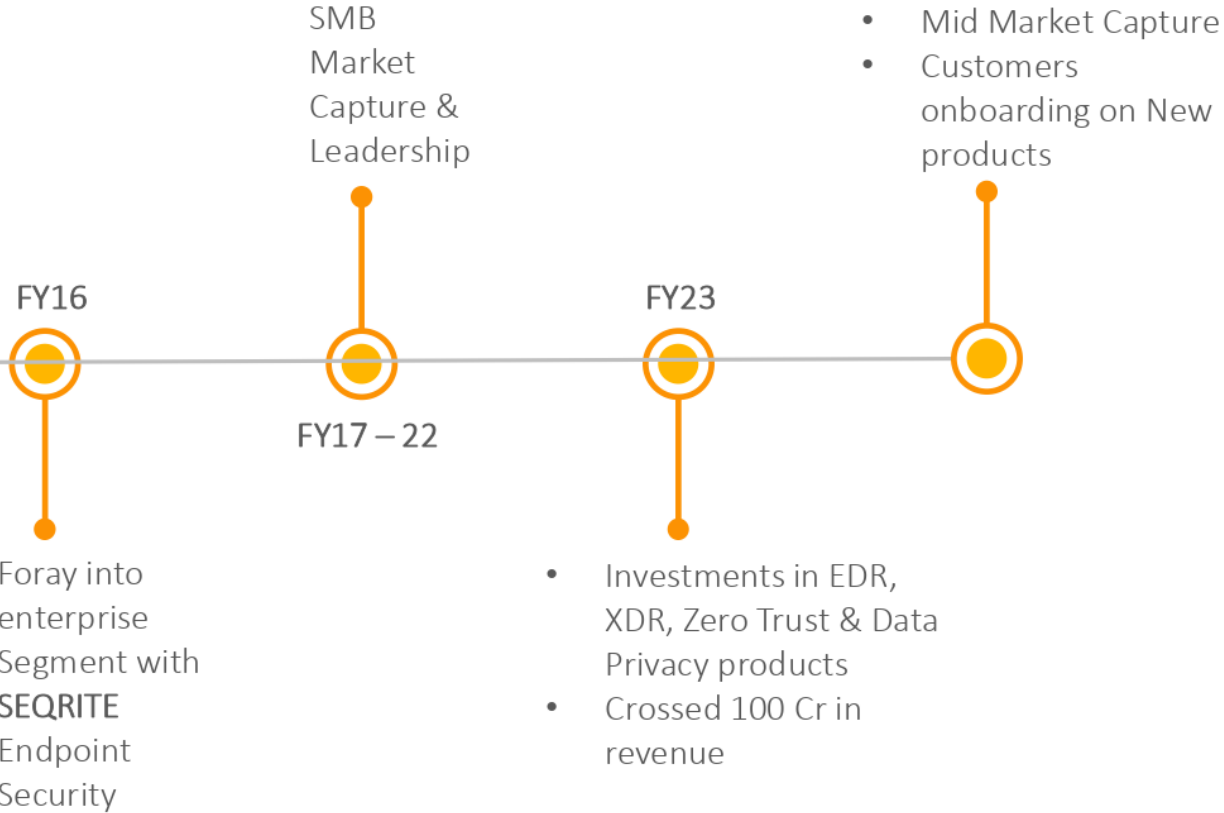 SMB
Market
Capture &
Leadership
• Mid Market Capture
• Customers
onboarding on New
products
FY16
FY23
FY17 – 22
Foray into
enterprise
Segment with
SEQRITE
Endpoint
Security
• Investments in EDR,
XDR, Zero Trust & Data
Privacy products
• Crossed 100 Cr in
revenue